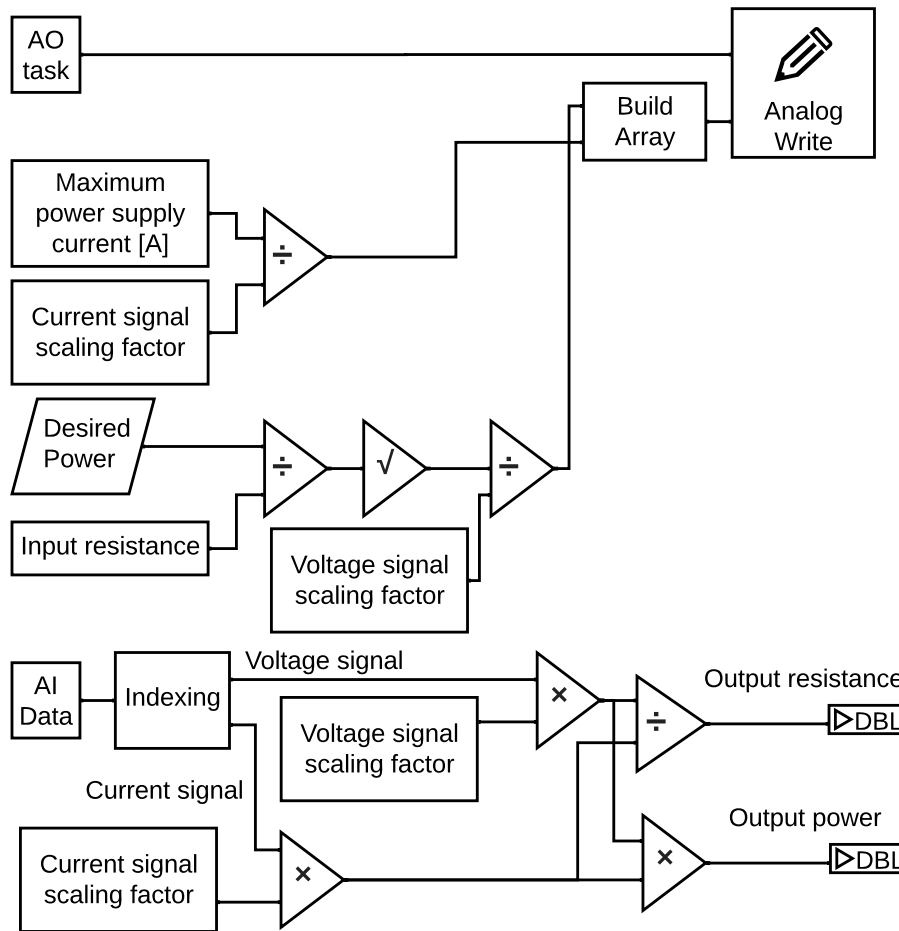 AO
task
Build
Array
Analog
Write
Maximum
power supply
current [A]
÷
Current signal
scaling factor
Desired
Power
÷
√
÷
Input resistance
Voltage signal
scaling factor
AI
Data
Indexing
Voltage signal
×
Voltage signal
scaling factor
÷
Output resistance
DBL
Current signal
Current signal
scaling factor
×
×
Output power
DBL